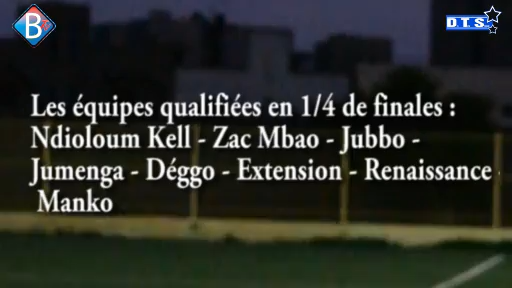 B
DTS
Les équipes qualifiées en 1/4 de finales :
Ndioloum Kell - Zac Mbao - Jubbo -
Jumenga - Déggo - Extension - Renaissance -
Manko